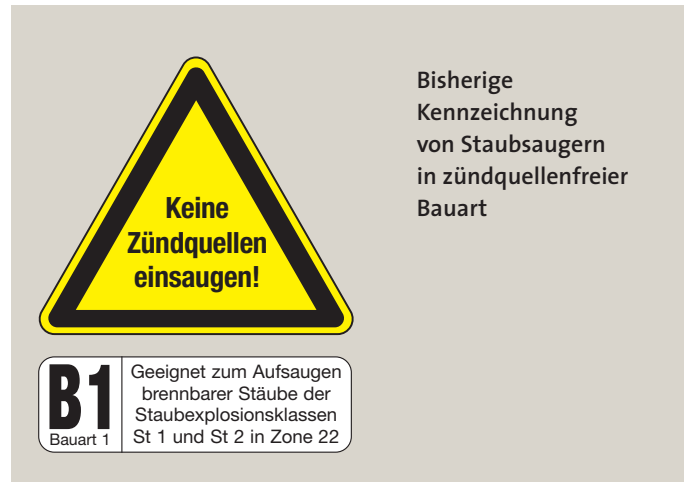 Bisherige
Kennzeichnung
von Staubsaugern
in zündquellenfreier
Bauart
Keine
Zündquellen
einsaugen!
B1
Bauart 1
Geeignet zum Aufsaugen
brennbarer Stäube der
Staubexplosionsklassen
St 1 und St 2 in Zone 22